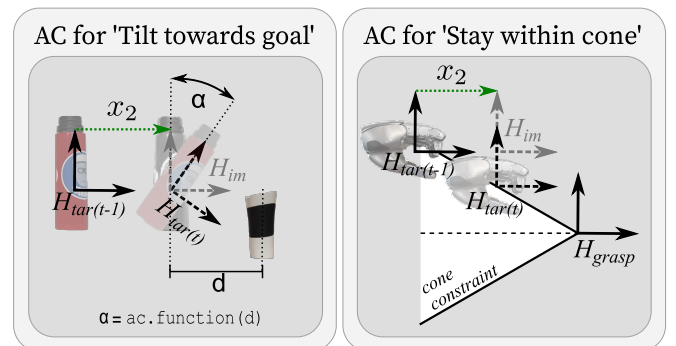 AC for 'Tilt towards goal'
α
x₂
H_im
H_tar(t-1)
H_tar(t)
d
α = ac.function(d)
AC for 'Stay within cone'
x₂
H_im
H_tar(t-1)
H_tar(t)
H_grasp
cone
constraint